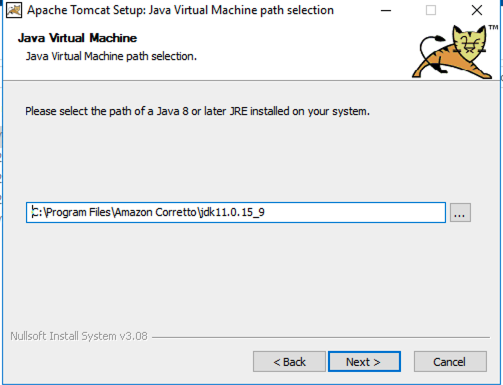 Apache Tomcat Setup: Java Virtual Machine path selection
Java Virtual Machine
Java Virtual Machine path selection.
TM
Please select the path of a Java 8 or later JRE installed on your system.
C:\Program Files\Amazon Corretto\jdk11.0.15_9
...
Nullsoft Install System v3.08
< Back
Next >
Cancel